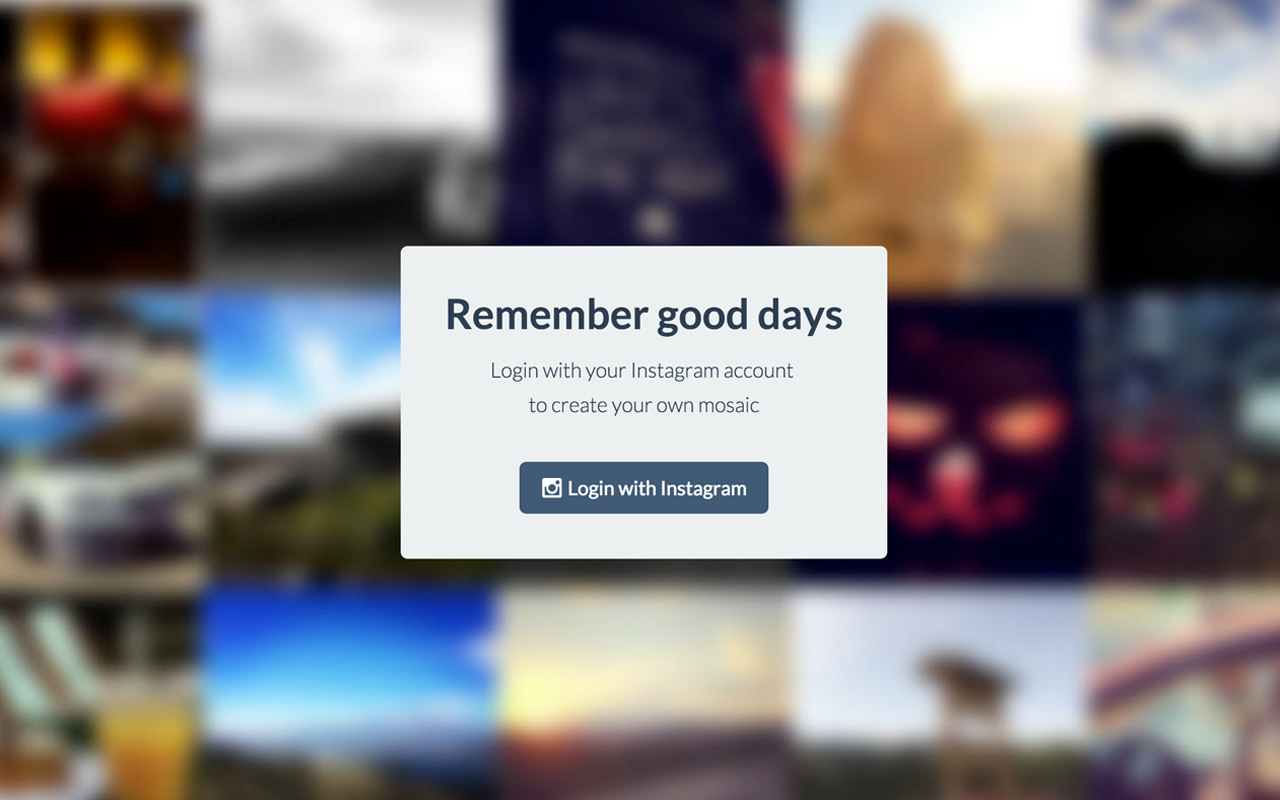 Remember good days
Login with your Instagram account
to create your own mosaic
Login with Instagram